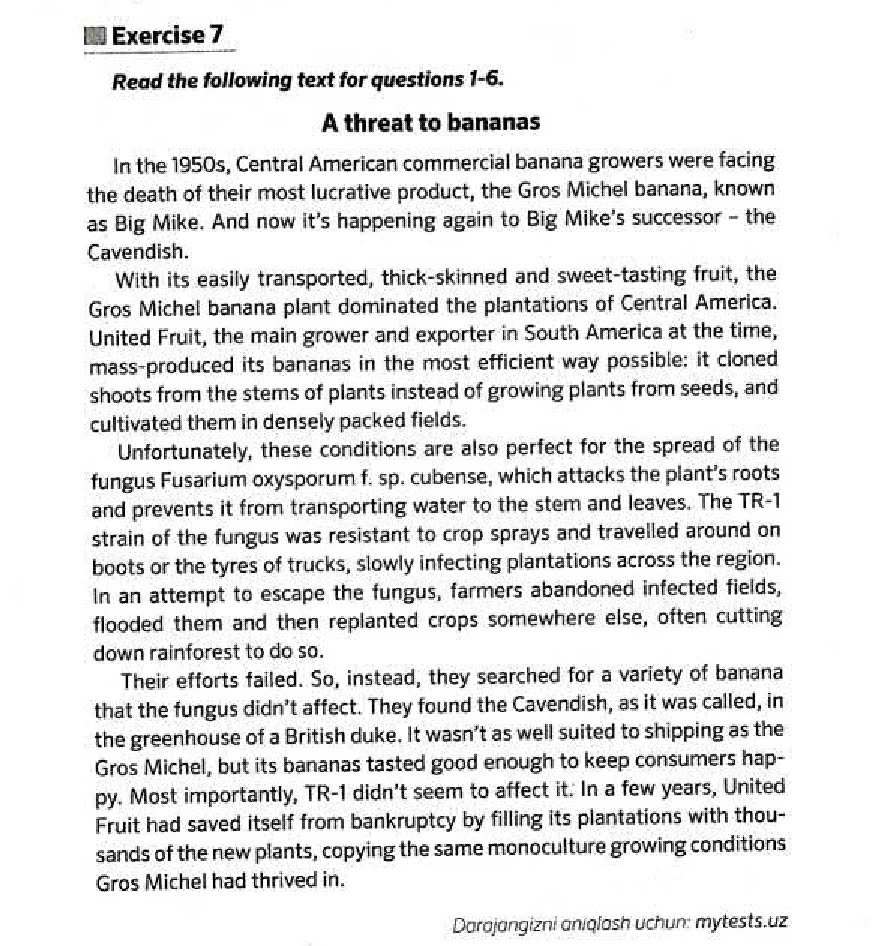 Exercise 7
Read the following text for questions 1-6.
A threat to bananas
In the 1950s, Central American commercial banana growers were facing
the death of their most lucrative product, the Gros Michel banana, known
as Big Mike. And now it's happening again to Big Mike's successor – the
Cavendish.
With its easily transported, thick-skinned and sweet-tasting fruit, the
Gros Michel banana plant dominated the plantations of Central America.
United Fruit, the main grower and exporter in South America at the time,
mass-produced its bananas in the most efficient way possible: it cloned
shoots from the stems of plants instead of growing plants from seeds, and
cultivated them in densely packed fields.
Unfortunately, these conditions are also perfect for the spread of the
fungus Fusarium oxysporum f. sp. cubense, which attacks the plant's roots
and prevents it from transporting water to the stem and leaves. The TR-1
strain of the fungus was resistant to crop sprays and travelled around on
boots or the tyres of trucks, slowly infecting plantations across the region.
In an attempt to escape the fungus, farmers abandoned infected fields,
flooded them and then replanted crops somewhere else, often cutting
down rainforest to do so.
Their efforts failed. So, instead, they searched for a variety of banana
that the fungus didn't affect. They found the Cavendish, as it was called, in
the greenhouse of a British duke. It wasn't as well suited to shipping as the
Gros Michel, but its bananas tasted good enough to keep consumers hap-
py. Most importantly, TR-1 didn't seem to affect it. In a few years, United
Fruit had saved itself from bankruptcy by filling its plantations with thou-
sands of the new plants, copying the same monoculture growing conditions
Gros Michel had thrived in.
Darajangizni aniqlash uchun: mytests.uz